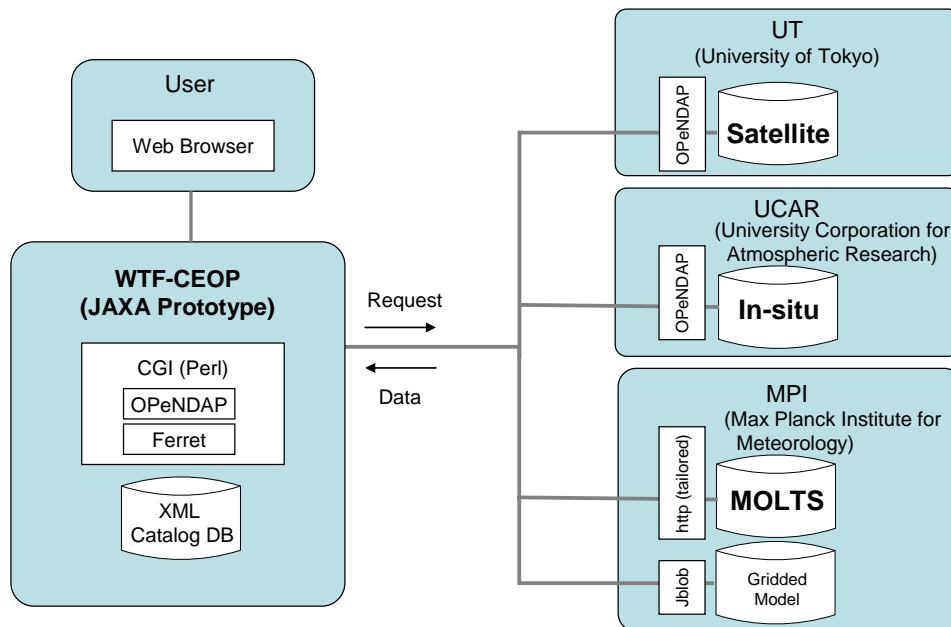 User
Web Browser
WTF-CEOP
(JAXA Prototype)
CGI (Perl)
OPeNDAP
Ferret
XML
Catalog DB
Request
Data
UT
(University of Tokyo)
OPeNDAP
Satellite
UCAR
(University Corporation for
Atmospheric Research)
OPeNDAP
In-situ
MPI
(Max Planck Institute for
Meteorology)
http (tailored)
MOLTS
Jblob
Gridded
Model